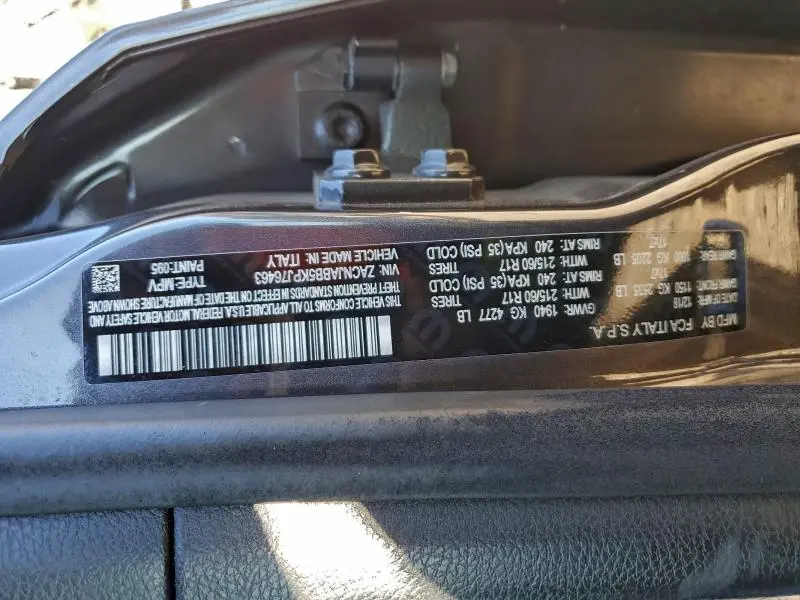 MFD BY FCA ITALY S.P.A.
DATE OF MFR: 12/18 GVWR: 1940 KG 4277 LB
GAWR FRONT: 1150 KG 2535 LB WITH: 215/60 R17 TIRES
17x7 RIMS AT: 240 KPA(35 PSI) COLD
GAWR REAR: 1000 KG 2205 LB WITH: 215/60 R17 TIRES
17x7 RIMS AT: 240 KPA(35 PSI) COLD
THIS VEHICLE CONFORMS TO ALL APPLICABLE U.S.A. FEDERAL MOTOR VEHICLE SAFETY AND
THEFT PREVENTION STANDARDS IN EFFECT ON THE DATE OF MANUFACTURE SHOWN ABOVE
VIN: ZACNJABB5KPJ76463 TYPE: MPV
VEHICLE MADE IN: ITALY PAINT: 095